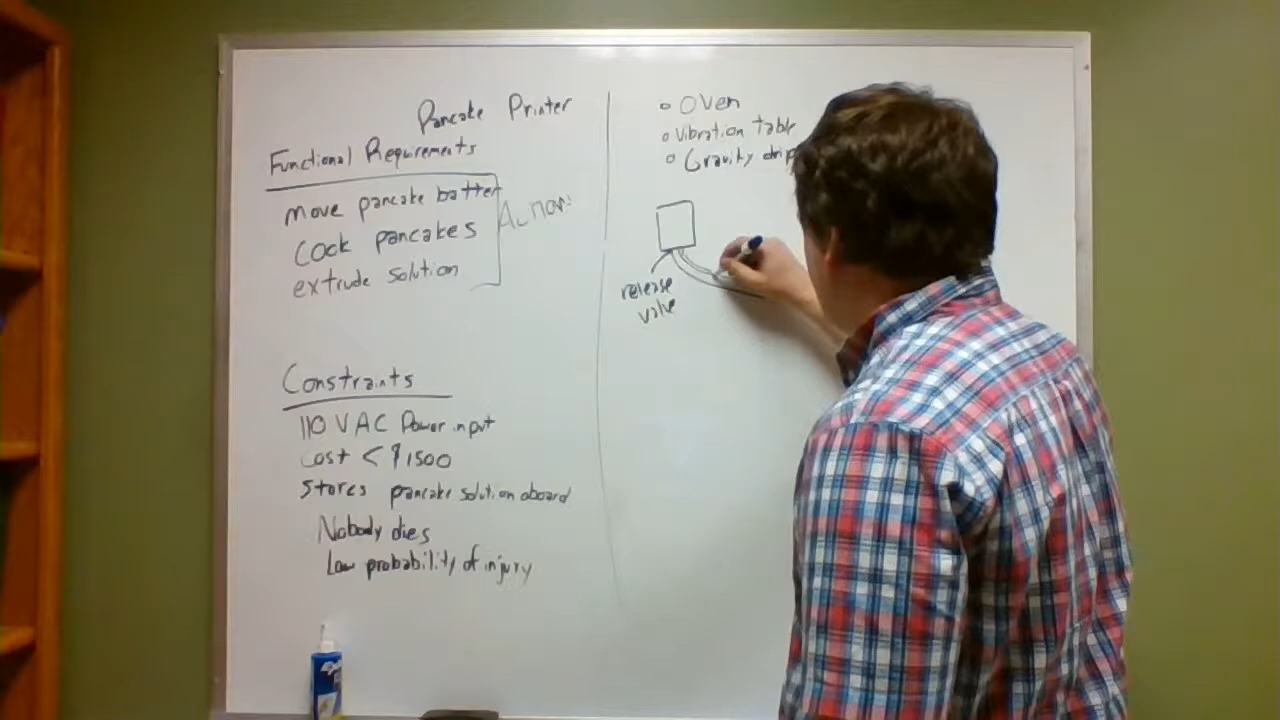 Pancake Printer
Functional Requirements
move pancake batter
Cook pancakes
extrude solution
Actions
Constraints
110 VAC Power input
Cost < $1500
Stores pancake solution aboard
Nobody dies
Low probability of injury
Oven
Vibration table
Gravity drip
release
valve